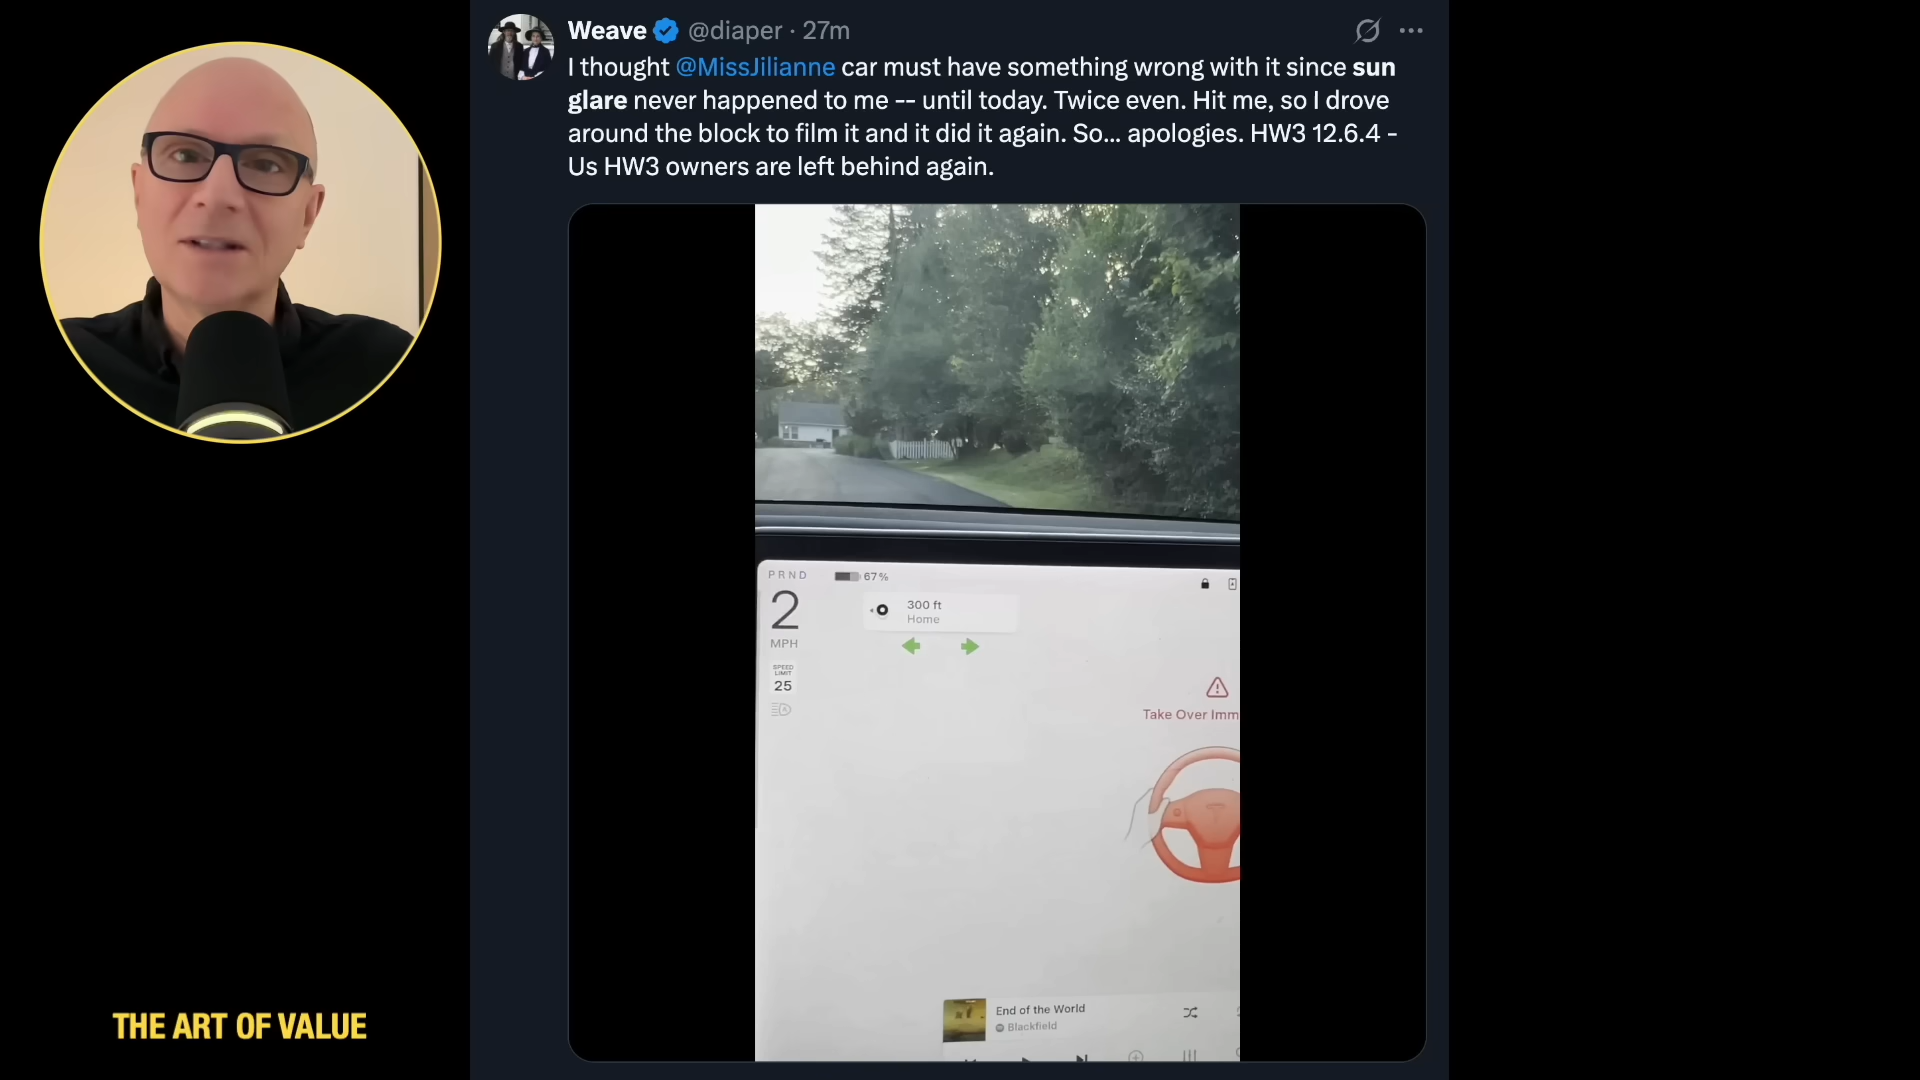 Weave @diaper · 27m
I thought @MissJilianne car must have something wrong with it since sun
glare never happened to me -- until today. Twice even. Hit me, so I drove
around the block to film it and it did it again. So... apologies. HW3 12.6.4 -
Us HW3 owners are left behind again.
PRND
67%
2
MPH
300 ft
Home
SPEED
LIMIT
25
Take Over Imm
End of the World
Blackfield
THE ART OF VALUE